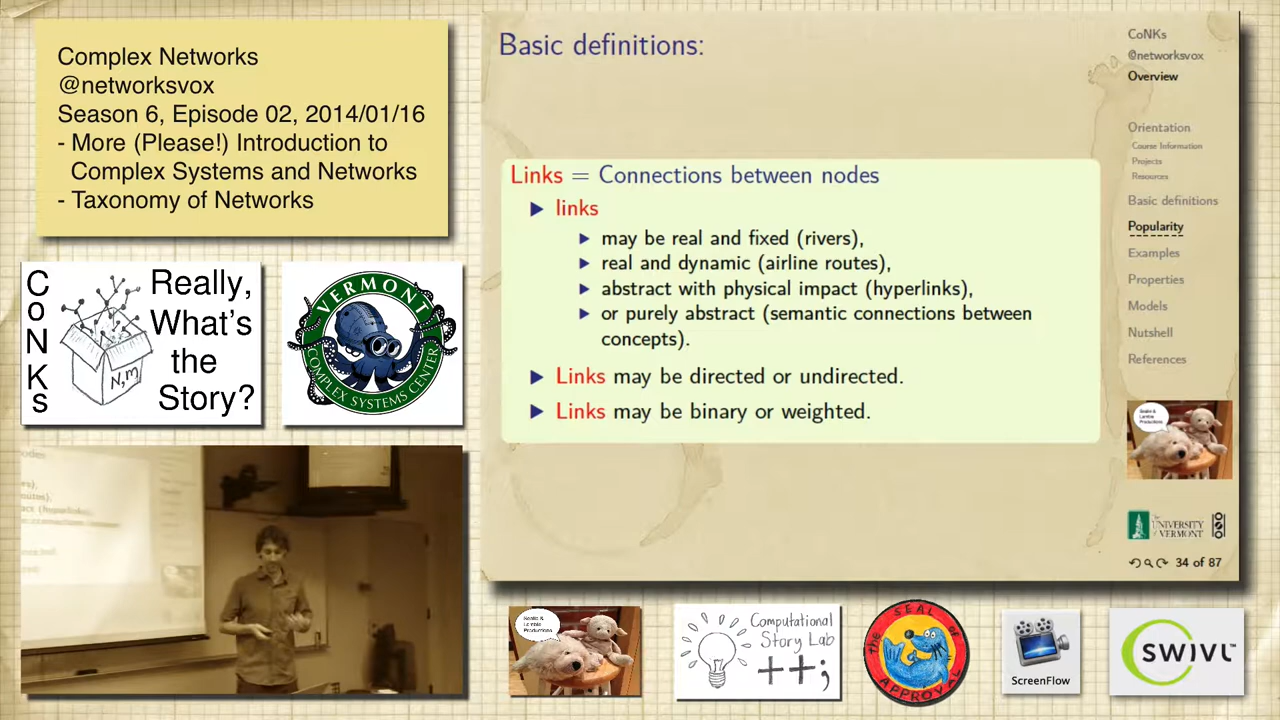 Complex Networks
@networksvox
Season 6, Episode 02, 2014/01/16
- More (Please!) Introduction to
Complex Systems and Networks
- Taxonomy of Networks
CoNKs
Really,
What's
the
Story?
N,m
VERMONT
COMPLEX SYSTEMS CENTER
Basic definitions:
Links = Connections between nodes
links
may be real and fixed (rivers),
real and dynamic (airline routes),
abstract with physical impact (hyperlinks),
or purely abstract (semantic connections between
concepts).
Links may be directed or undirected.
Links may be binary or weighted.
CoNKs
@networksvox
Overview
Orientation
Course Information
Projects
Resources
Basic definitions
Popularity
Examples
Properties
Models
Nutshell
References
The
UNIVERSITY
of VERMONT
34 of 87
Computational
Story Lab
++;
THE SEAL OF
APPROVAL
ScreenFlow
SWIVL™